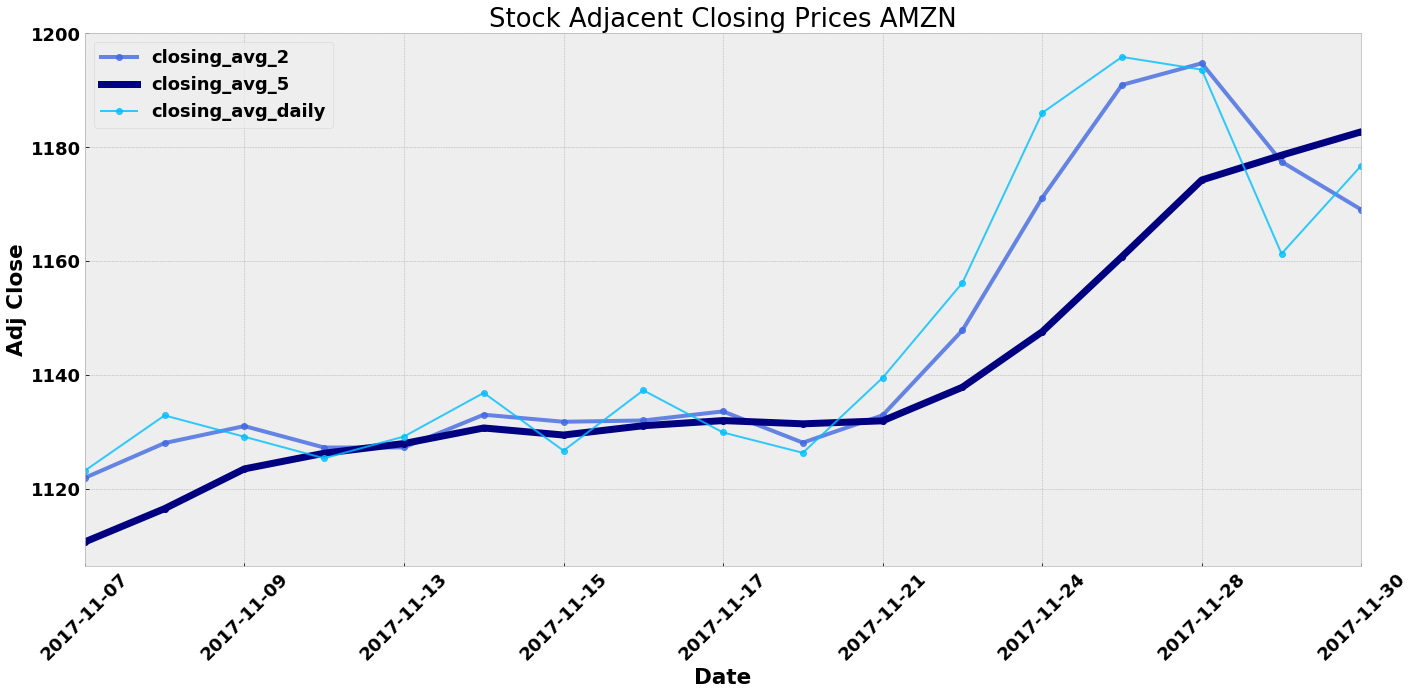 Stock Adjacent Closing Prices AMZN
closing_avg_2
closing_avg_5
closing_avg_daily
Adj Close
1200
1180
1160
1140
1120
2017-11-07
2017-11-09
2017-11-13
2017-11-15
2017-11-17
2017-11-21
2017-11-24
2017-11-28
2017-11-30
Date